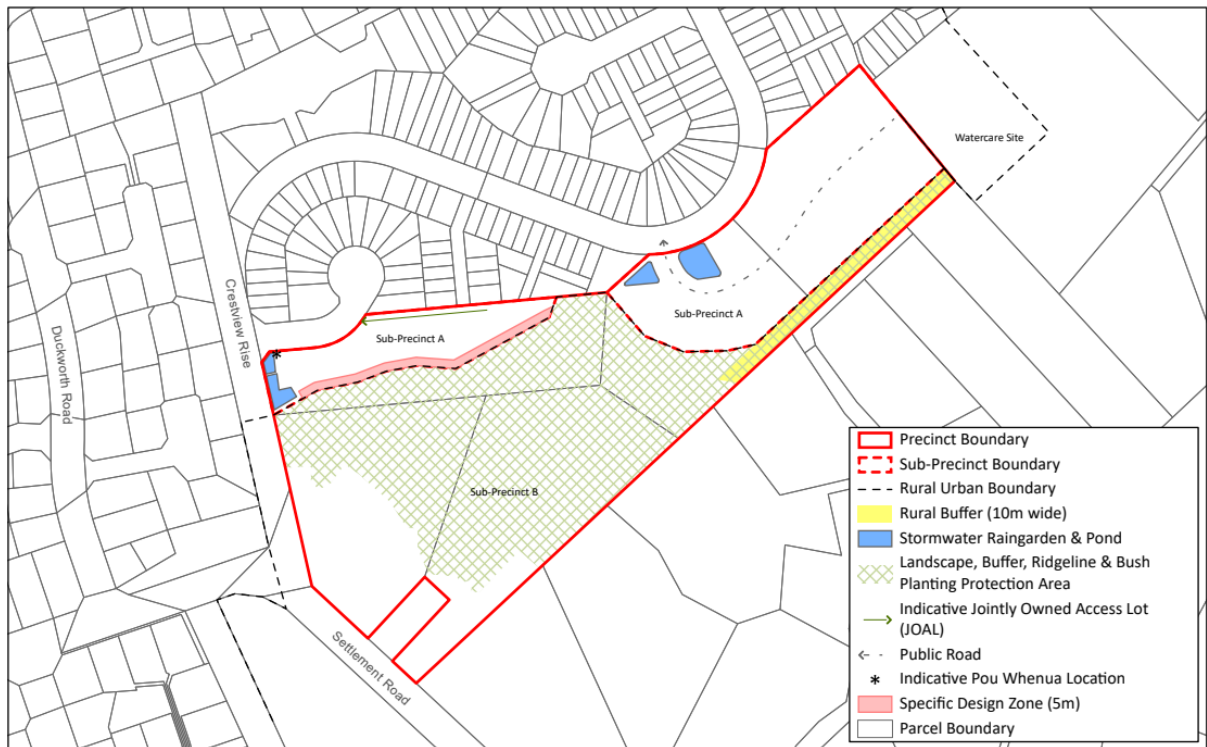 Watercare Site
Sub-Precinct A
Sub-Precinct A
Crestview Rise
Duckworth Road
Sub-Precinct B
Settlement Road
Precinct Boundary
Sub-Precinct Boundary
Rural Urban Boundary
Rural Buffer (10m wide)
Stormwater Raingarden & Pond
Landscape, Buffer, Ridgeline & Bush
Planting Protection Area
Indicative Jointly Owned Access Lot
(JOAL)
Public Road
* Indicative Pou Whenua Location
Specific Design Zone (5m)
Parcel Boundary